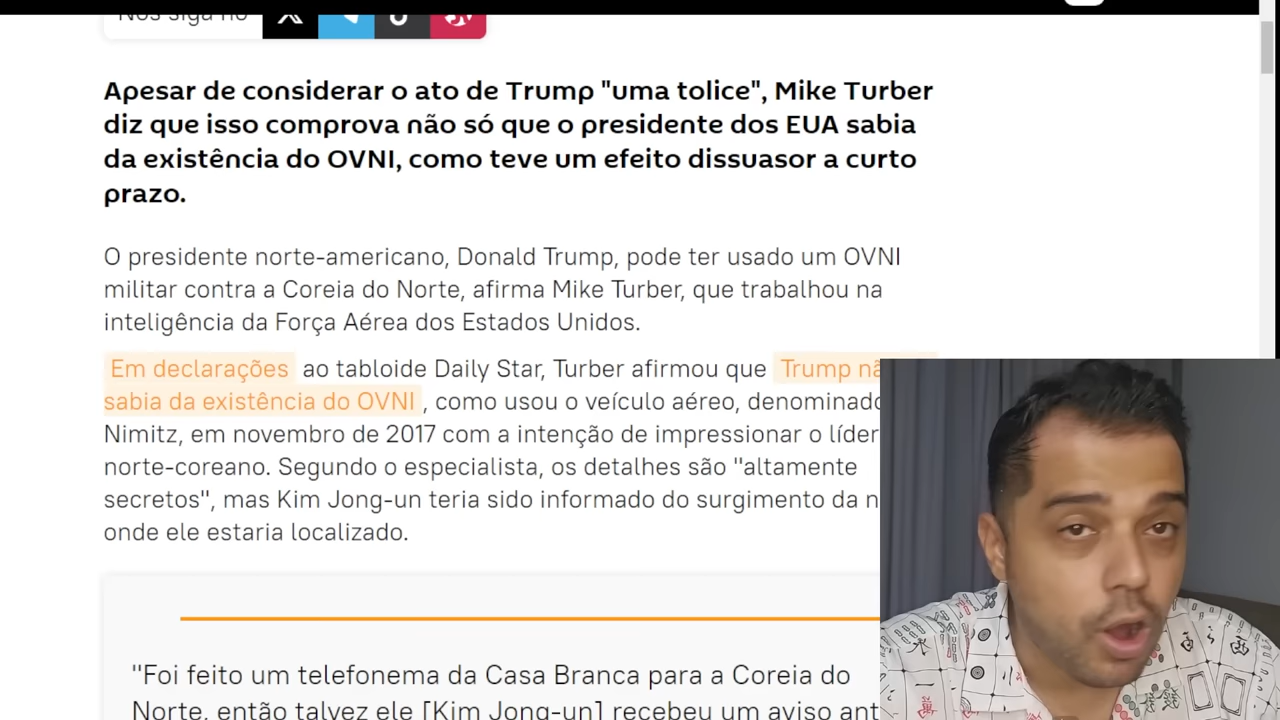 Nos siga no
Apesar de considerar o ato de Trump "uma tolice", Mike Turber
diz que isso comprova não só que o presidente dos EUA sabia
da existência do OVNI, como teve um efeito dissuasor a curto
prazo.
O presidente norte-americano, Donald Trump, pode ter usado um OVNI
militar contra a Coreia do Norte, afirma Mike Turber, que trabalhou na
inteligência da Força Aérea dos Estados Unidos.
Em declarações ao tabloide Daily Star, Turber afirmou que Trump
sabia da existência do OVNI, como usou o veículo aéreo, denominado
Nimitz, em novembro de 2017 com a intenção de impressionar o líder
norte-coreano. Segundo o especialista, os detalhes são "altamente
secretos", mas Kim Jong-un teria sido informado do surgimento da
onde ele estaria localizado.
"Foi feito um telefonema da Casa Branca para a Coreia do
Norte, então talvez ele [Kim Jong-un] recebeu um aviso